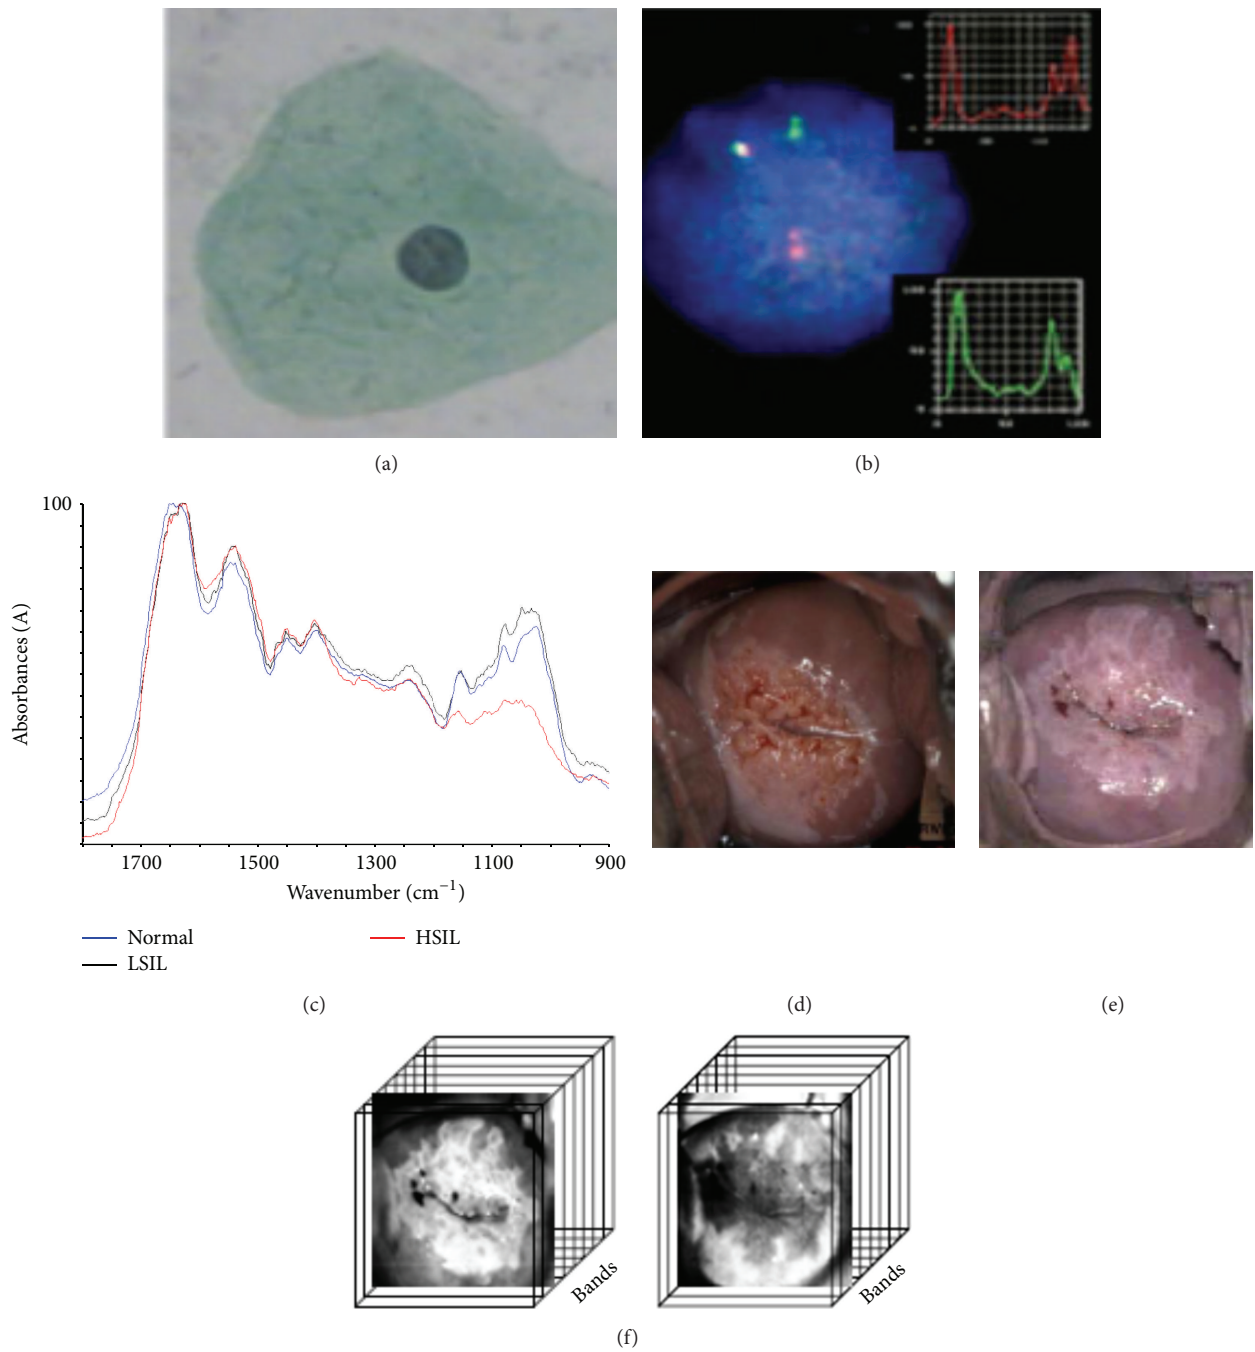 (a)
(b)
100
Absorbances (A)
1700
1500
1300
1100
900
Wavenumber (cm⁻¹)
Normal
HSIL
LSIL
(c)
(d)
(e)
Bands
Bands
(f)